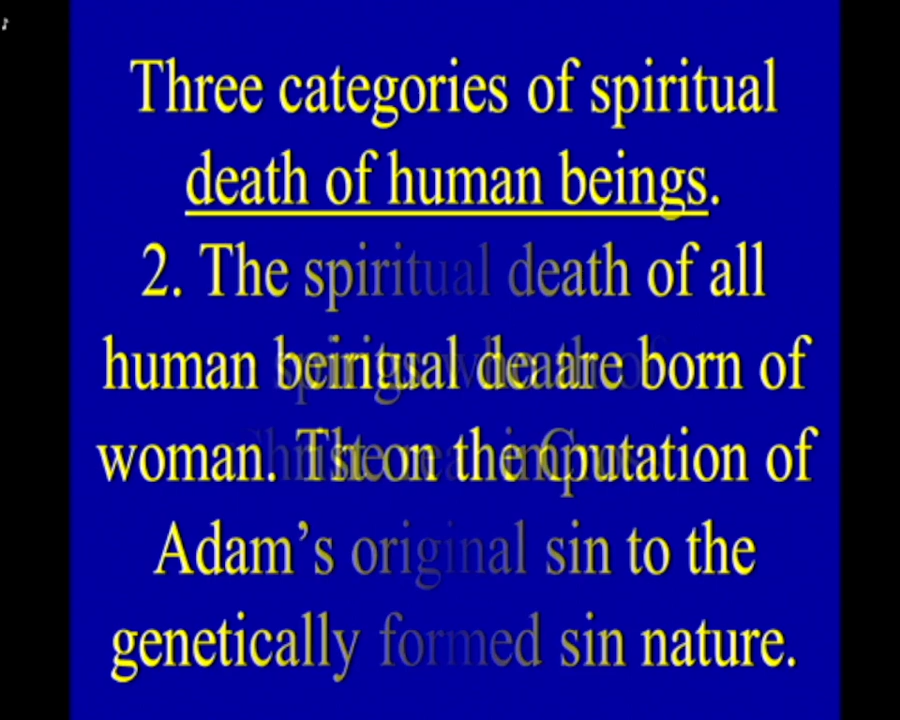 Three categories of spiritual
death of human beings.
2. The spiritual death of all
human are born of
woman. the imputation of
Adam’s original sin to the
genetically formed sin nature.